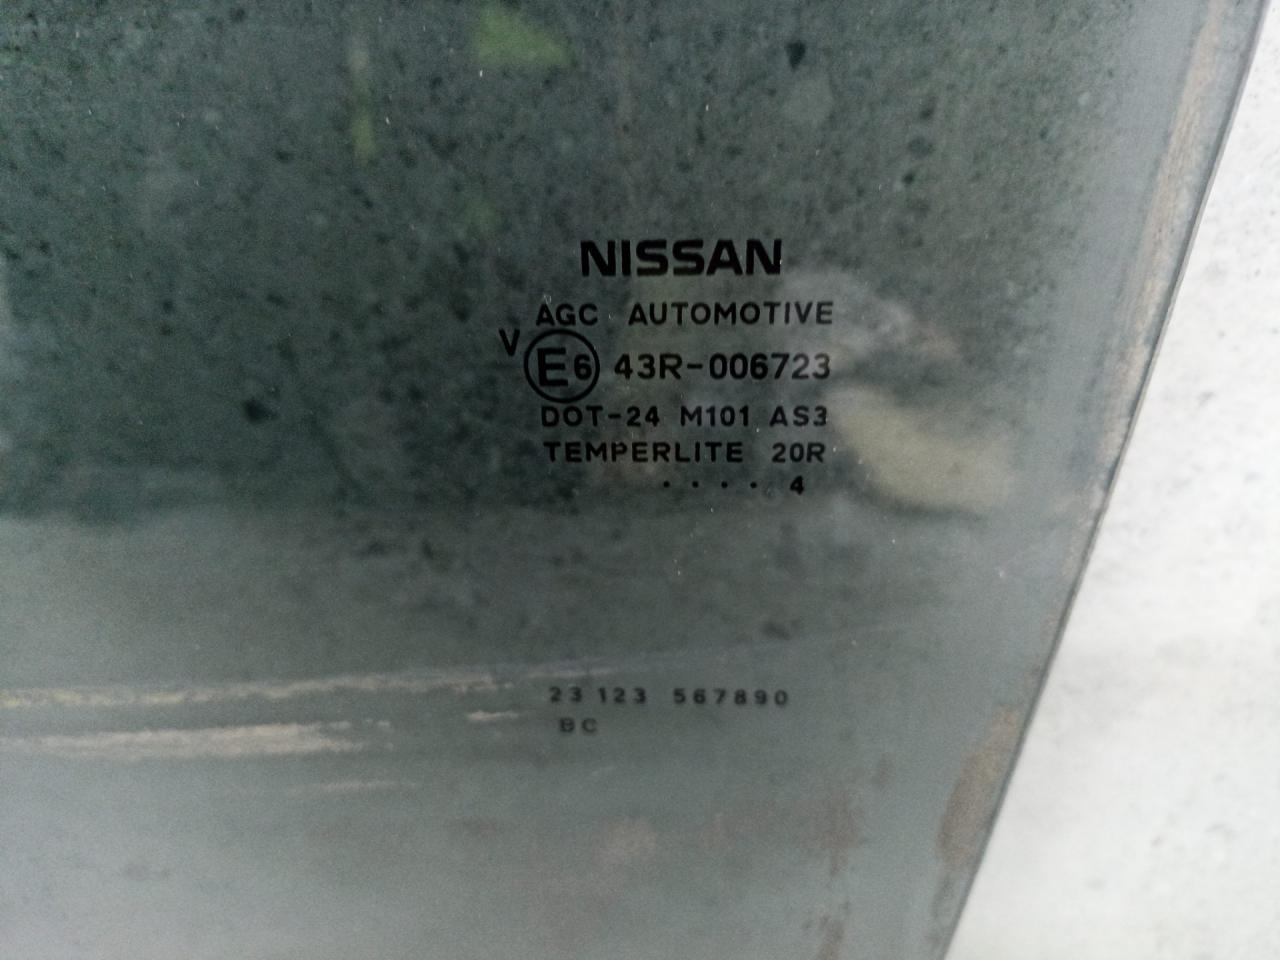 NISSAN
AGC AUTOMOTIVE
V E6 43R-006723
DOT-24 M101 AS3
TEMPERLITE 20R
. . . . 4
23 123 567890
BC